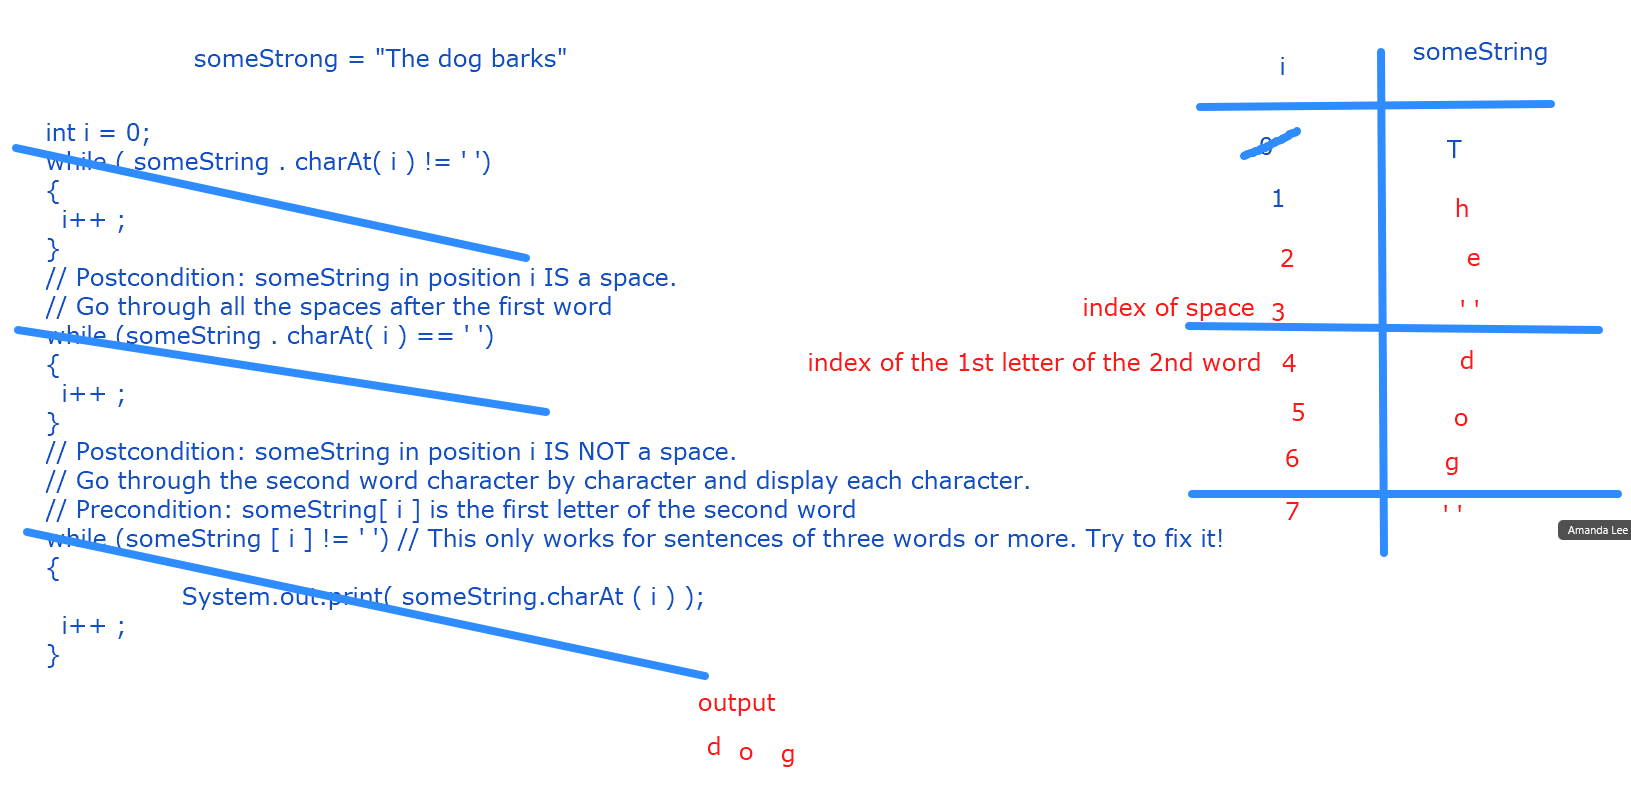 someStrong = "The dog barks"
int i = 0;
while ( someString . charAt( i ) != ' ')
{
i++ ;
}
// Postcondition: someString in position i IS a space.
// Go through all the spaces after the first word
while (someString . charAt( i ) == ' ')
{
i++ ;
}
// Postcondition: someString in position i IS NOT a space.
// Go through the second word character by character and display each character.
// Precondition: someString[ i ] is the first letter of the second word
while (someString [ i ] != ' ') // This only works for sentences of three words or more. Try to fix it!
{
System.out.print( someString.charAt ( i ) );
i++ ;
}
output
d o g
i someString
0 T
1 h
2 e
index of space 3 ' '
index of the 1st letter of the 2nd word 4 d
5 o
6 g
7 ' '
Amanda Lee